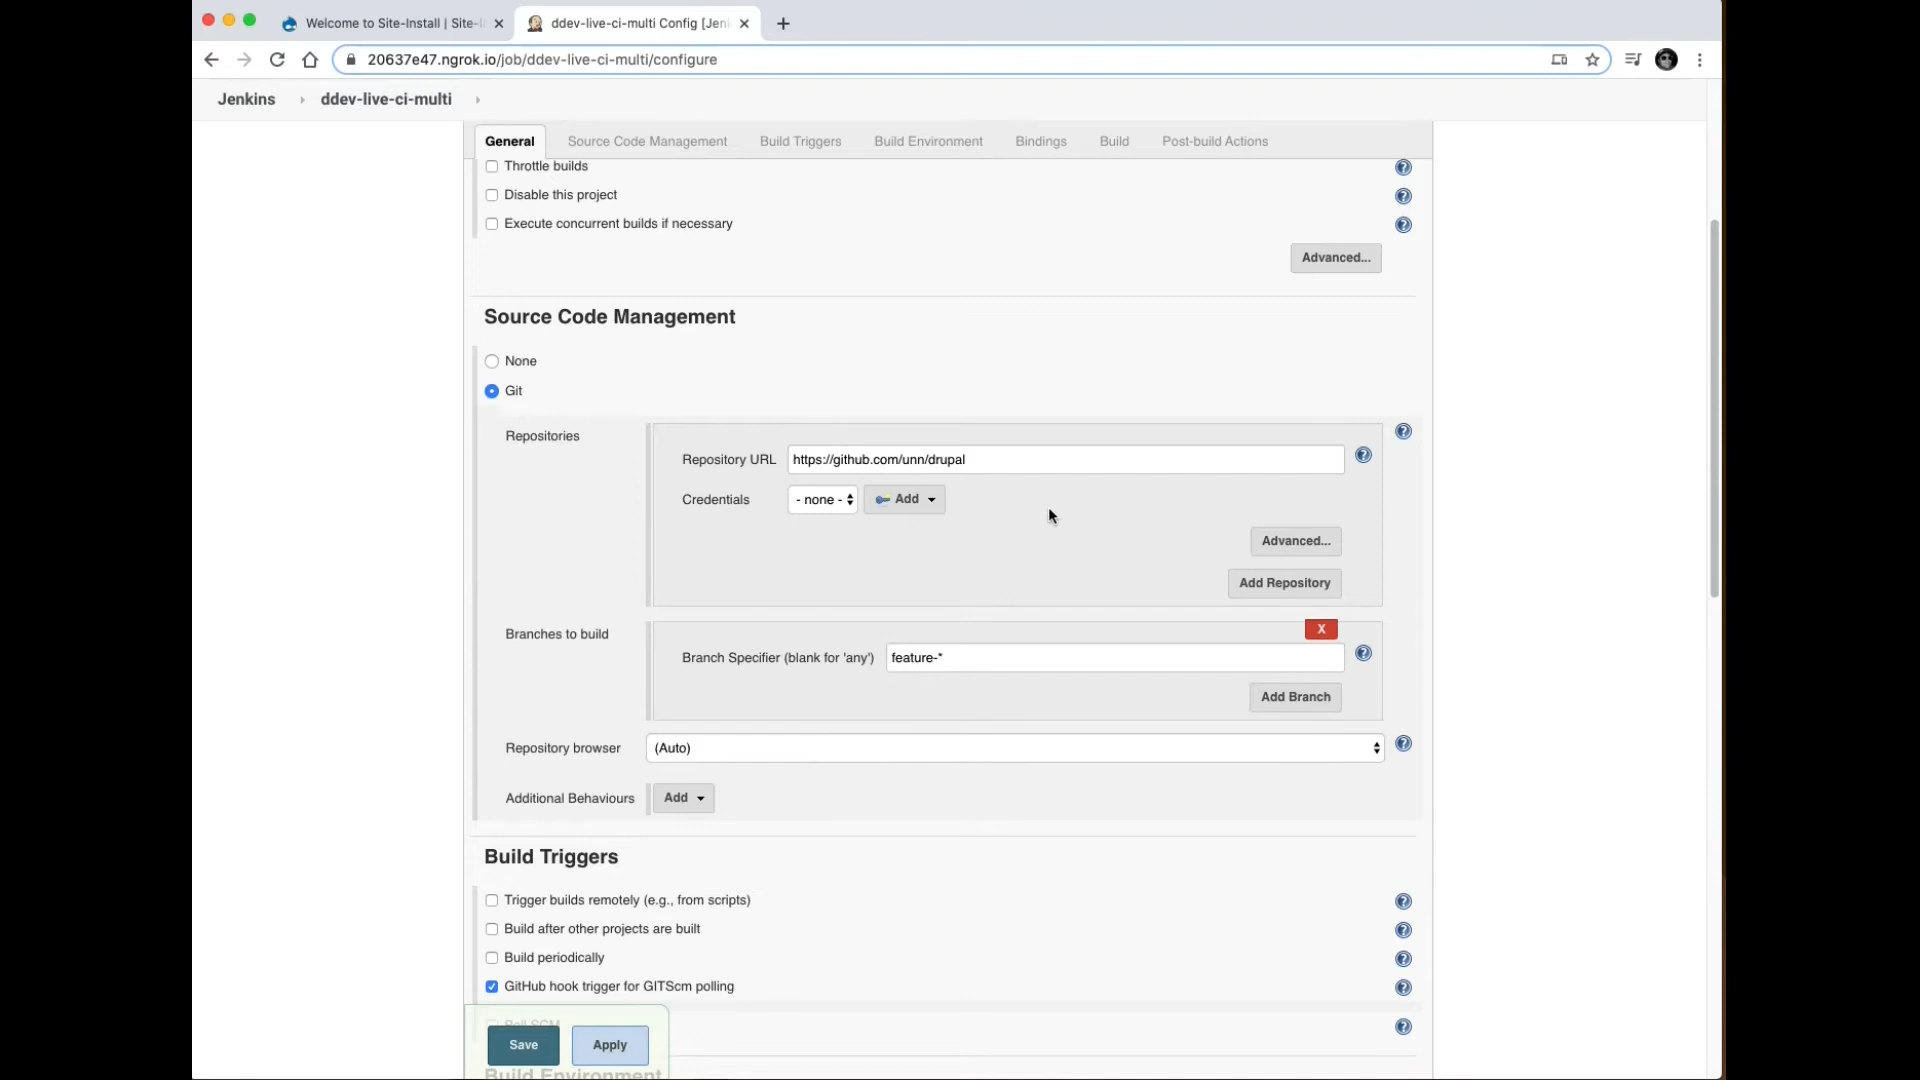 Welcome to Site-Install | Site-I
ddev-live-ci-multi Config [Jenk
20637e47.ngrok.io/job/ddev-live-ci-multi/configure
Jenkins
ddev-live-ci-multi
General
Source Code Management
Build Triggers
Build Environment
Bindings
Build
Post-build Actions
Throttle builds
Disable this project
Execute concurrent builds if necessary
Advanced...
Source Code Management
None
Git
Repositories
Repository URL
https://github.com/unn/drupal
Credentials
- none -
Add
Advanced...
Add Repository
Branches to build
X
Branch Specifier (blank for 'any')
feature-*
Add Branch
Repository browser
(Auto)
Additional Behaviours
Add
Build Triggers
Trigger builds remotely (e.g., from scripts)
Build after other projects are built
Build periodically
GitHub hook trigger for GITScm polling
Poll SCM
Save
Apply
Build Environment